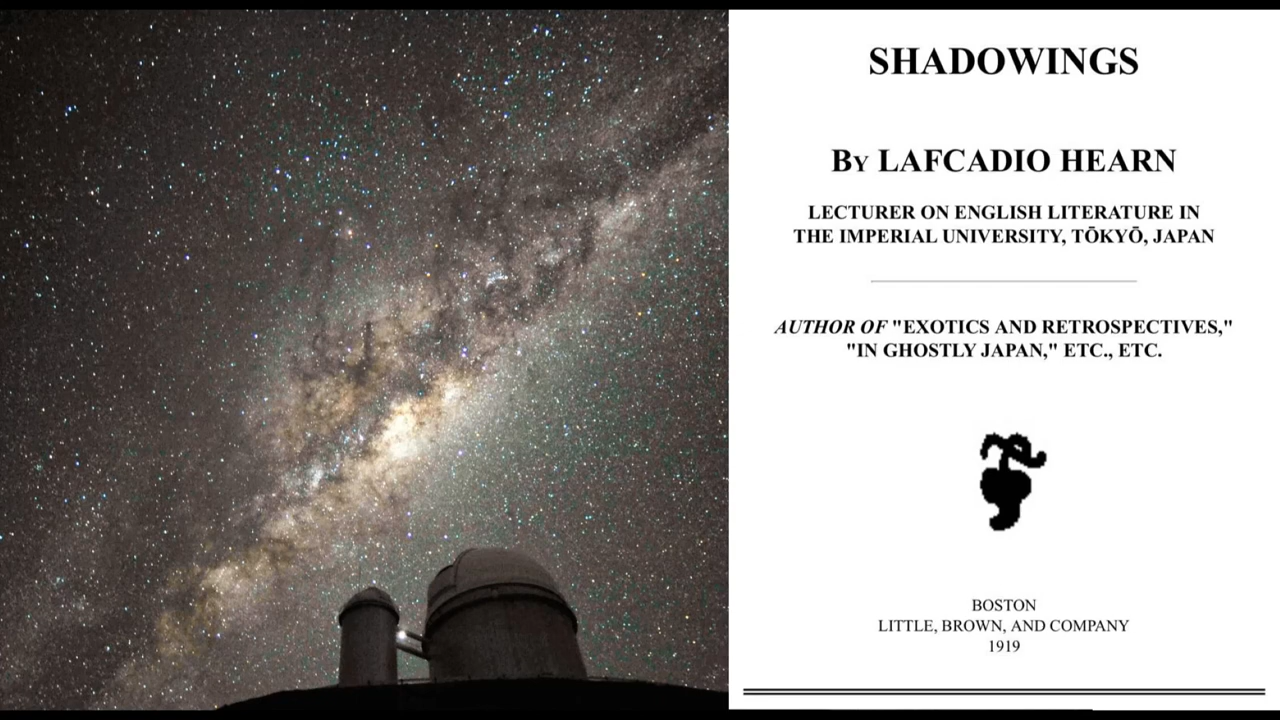 SHADOWINGS
By LAFCADIO HEARN
LECTURER ON ENGLISH LITERATURE IN
THE IMPERIAL UNIVERSITY, TŌKYŌ, JAPAN
AUTHOR OF "EXOTICS AND RETROSPECTIVES,"
"IN GHOSTLY JAPAN," ETC., ETC.
BOSTON
LITTLE, BROWN, AND COMPANY
1919